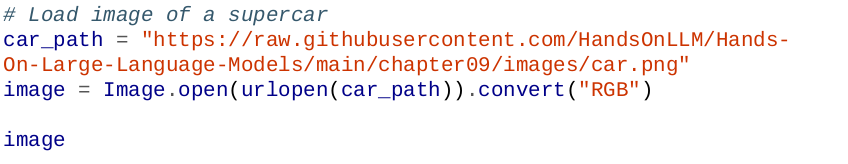 # Load image of a supercar
car_path = "https://raw.githubusercontent.com/HandsOnLLM/Hands-
On-Large-Language-Models/main/chapter09/images/car.png"
image = Image.open(urlopen(car_path)).convert("RGB")
image